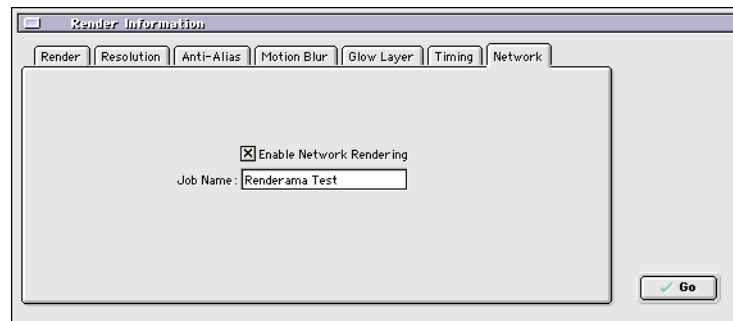 Render Information
Render Resolution Anti-Alias Motion Blur Glow Layer Timing Network
Enable Network Rendering
Job Name: Renderama Test
Go